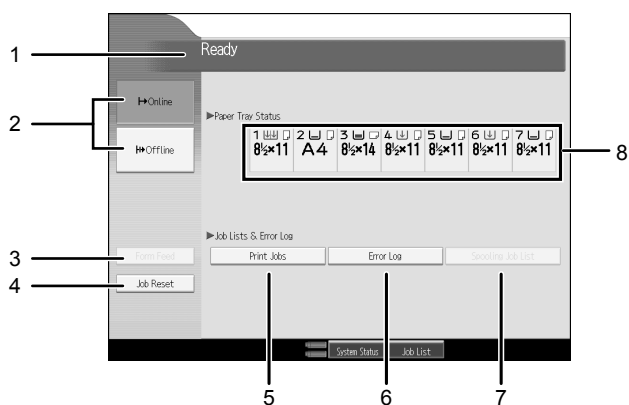 1
Ready
2
Online
Offline
▶Paper Tray Status
1 2 3 4 5 6 7
8½×11 A4 8½×14 8½×11 8½×11 8½×11 8½×11
8
▶Job Lists & Error Log
3
Form Feed
Print Jobs Error Log Spooling Job List
4
Job Reset
System Status Job List
5 6 7